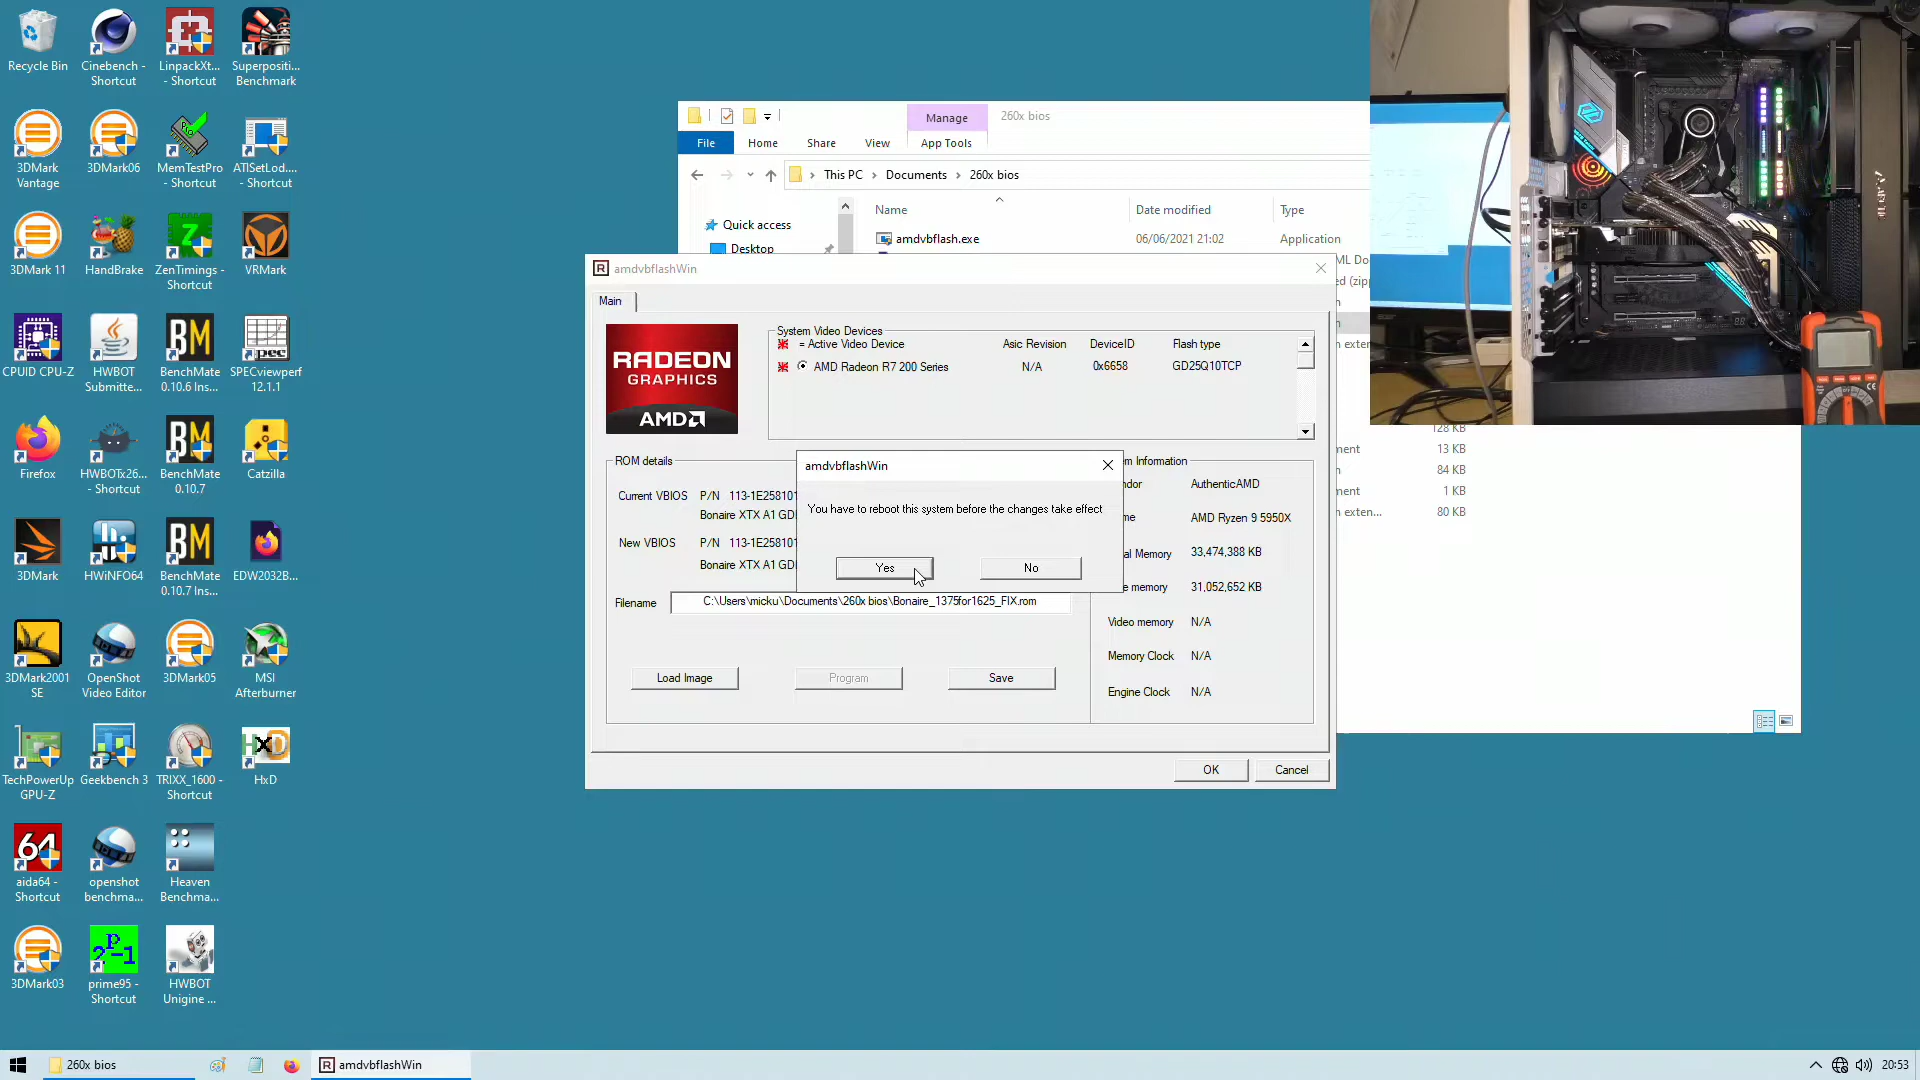 Recycle Bin
Cinebench -
Shortcut
LinpackXt...
- Shortcut
Superpositi...
Benchmark
3DMark
Vantage
3DMark06
MemTestPro
- Shortcut
ATISetLod....
- Shortcut
3DMark 11
HandBrake
ZenTimings -
Shortcut
VRMark
CPUID CPU-Z
HWBOT
Submitte...
BenchMate
0.10.6 Ins...
SPECviewperf
12.1.1
Firefox
HWBOTx26...
- Shortcut
BenchMate
0.10.7
Catzilla
3DMark
HWiNFO64
BenchMate
0.10.7 Ins...
EDW2032B...
3DMark2001
SE
OpenShot
Video Editor
3DMark05
MSI
Afterburner
TechPowerUp
GPU-Z
Geekbench 3
TRIXX_1600 -
Shortcut
HxD
aida64 -
Shortcut
openshot
benchma...
Heaven
Benchma...
3DMark03
prime95 -
Shortcut
HWBOT
Unigine ...
Manage
260x bios
File
Home
Share
View
App Tools
This PC
Documents
260x bios
Name
Date modified
Type
Quick access
Desktop
amdvbflash.exe
06/06/2021 21:02
Application
128 KB
13 KB
84 KB
1 KB
80 KB
amdvbflashWin
Main
RADEON
GRAPHICS
AMD
System Video Devices
= Active Video Device
Asic Revision
DeviceID
Flash type
AMD Radeon R7 200 Series
N/A
0x6658
GD25Q10TCP
ROM details
Current VBIOS
P/N 113-1E258101
Bonaire XTX A1 GD
New VBIOS
P/N 113-1E258101
Bonaire XTX A1 GD
Filename
C:\Users\micku\Documents\260x bios\Bonaire_1375for1625_FIX.rom
Load Image
Program
Save
amdvbflashWin
You have to reboot this system before the changes take effect
Yes
No
m Information
ndor
AuthenticAMD
me
AMD Ryzen 9 5950X
al Memory
33,474,388 KB
e memory
31,052,652 KB
Video memory
N/A
Memory Clock
N/A
Engine Clock
N/A
OK
Cancel
260x bios
amdvbflashWin
20:53